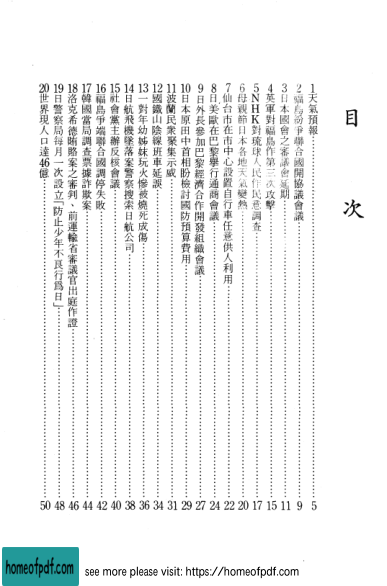 目次
1天氣預報 5
2福島紛爭聯合國開協議會議 9
3日本國會之審議會延期 11
4英軍對福島作第三次攻擊 15
5NHK對琉球人民作民意調查 17
6母親節日本各地天氣變熱 20
7仙台市在市中心設置自行車任意供人利用 22
8日美歐在巴黎舉行通商會議 24
9日外長參加巴黎經濟合作開發組織會議 27
10日本原田中首相盼檢討國防預算費用 29
11波蘭民衆聚集示威 31
12國鐵山陰線班車延誤 34
13一對年幼姊妹玩火慘被燒死成傷 36
14日航飛機墜落案警察搜索日航公司 38
15社會黨主辦反核會議 40
16福島爭端聯合國調停失敗 42
17韓國當局調查票據詐欺案 44
18洛克希德賄賂案之審判、前運輸省審議官出庭作證 46
19日警察局每月一次設立「防止少年不良行爲日」 48
20世界現人口達46億 50
homeofpdf.com
see more please visit: https://homeofpdf.com